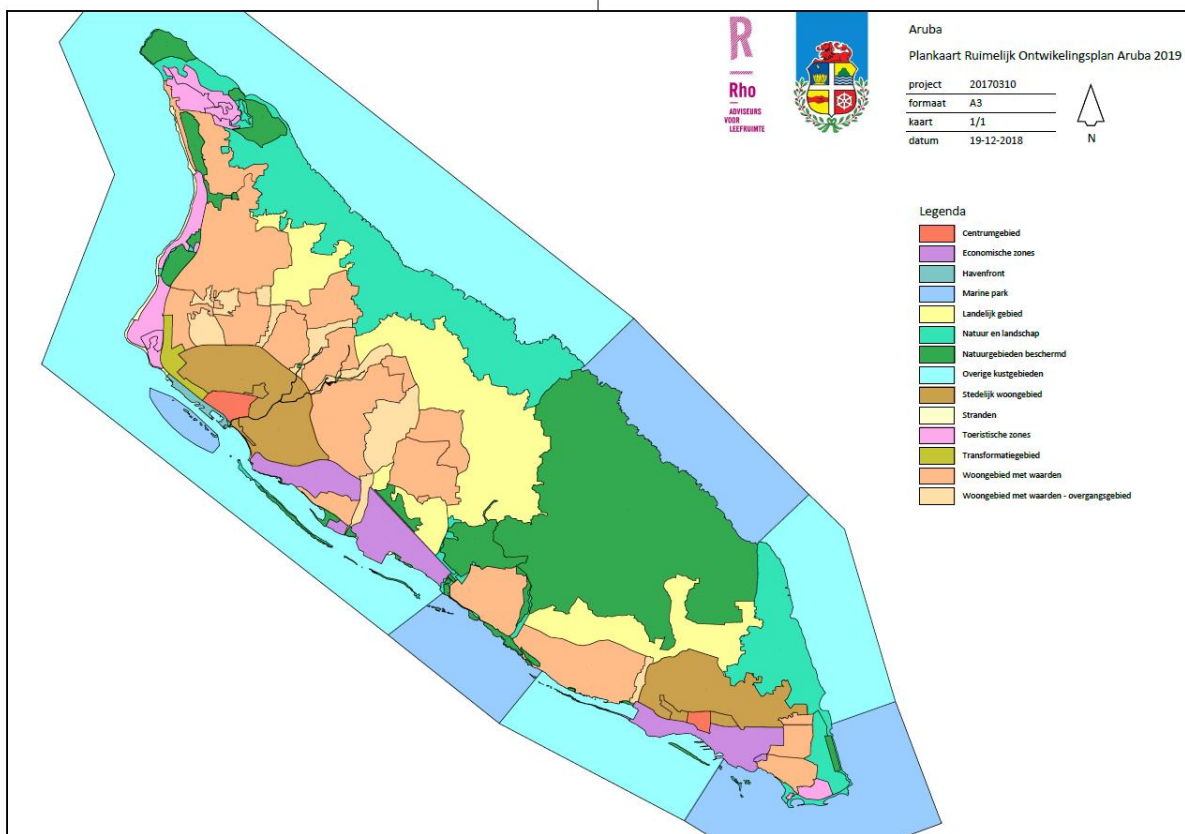 R
Rho
ADVISEURS
VOOR
LEEFRUIMTE
Aruba
Plankaart Ruimelijk Ontwikelingsplan Aruba 2019
project 20170310
formaat A3
kaart 1/1
datum 19-12-2018
N
Legenda
Centrumgebied
Economische zones
Havenfront
Marine park
Landelijk gebied
Natuur en landschap
Natuurgebieden beschermd
Overige kustgebieden
Stedelijk woongebied
Stranden
Toeristische zones
Transformatiegebied
Woongebied met waarden
Woongebied met waarden - overgangsgebied